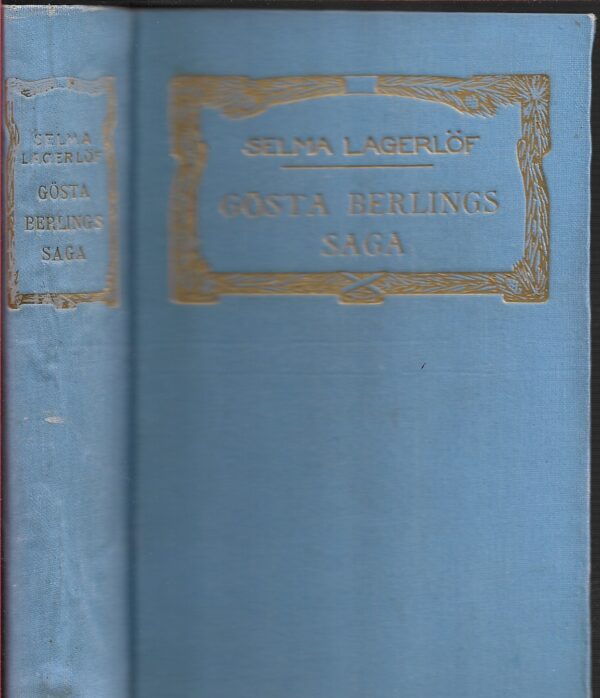 SELMA
LAGERLÖF
GÖSTA
BERLINGS
SAGA
SELMA LAGERLÖF
GÖSTA BERLINGS
SAGA